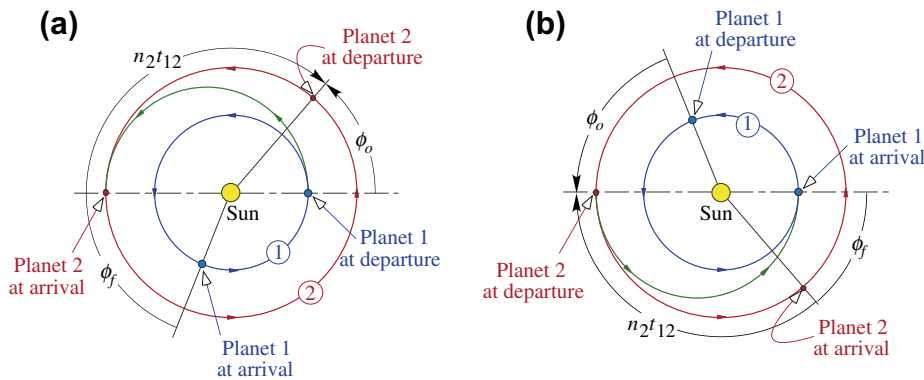 (a)
n₂t₁₂
Planet 2
at departure
ϕₒ
Sun
1
Planet 1
at departure
Planet 2
at arrival
ϕf
2
Planet 1
at arrival
(b)
Planet 1
at departure
2
ϕₒ
1
Planet 1
at arrival
Sun
ϕf
Planet 2
at departure
n₂t₁₂
Planet 2
at arrival